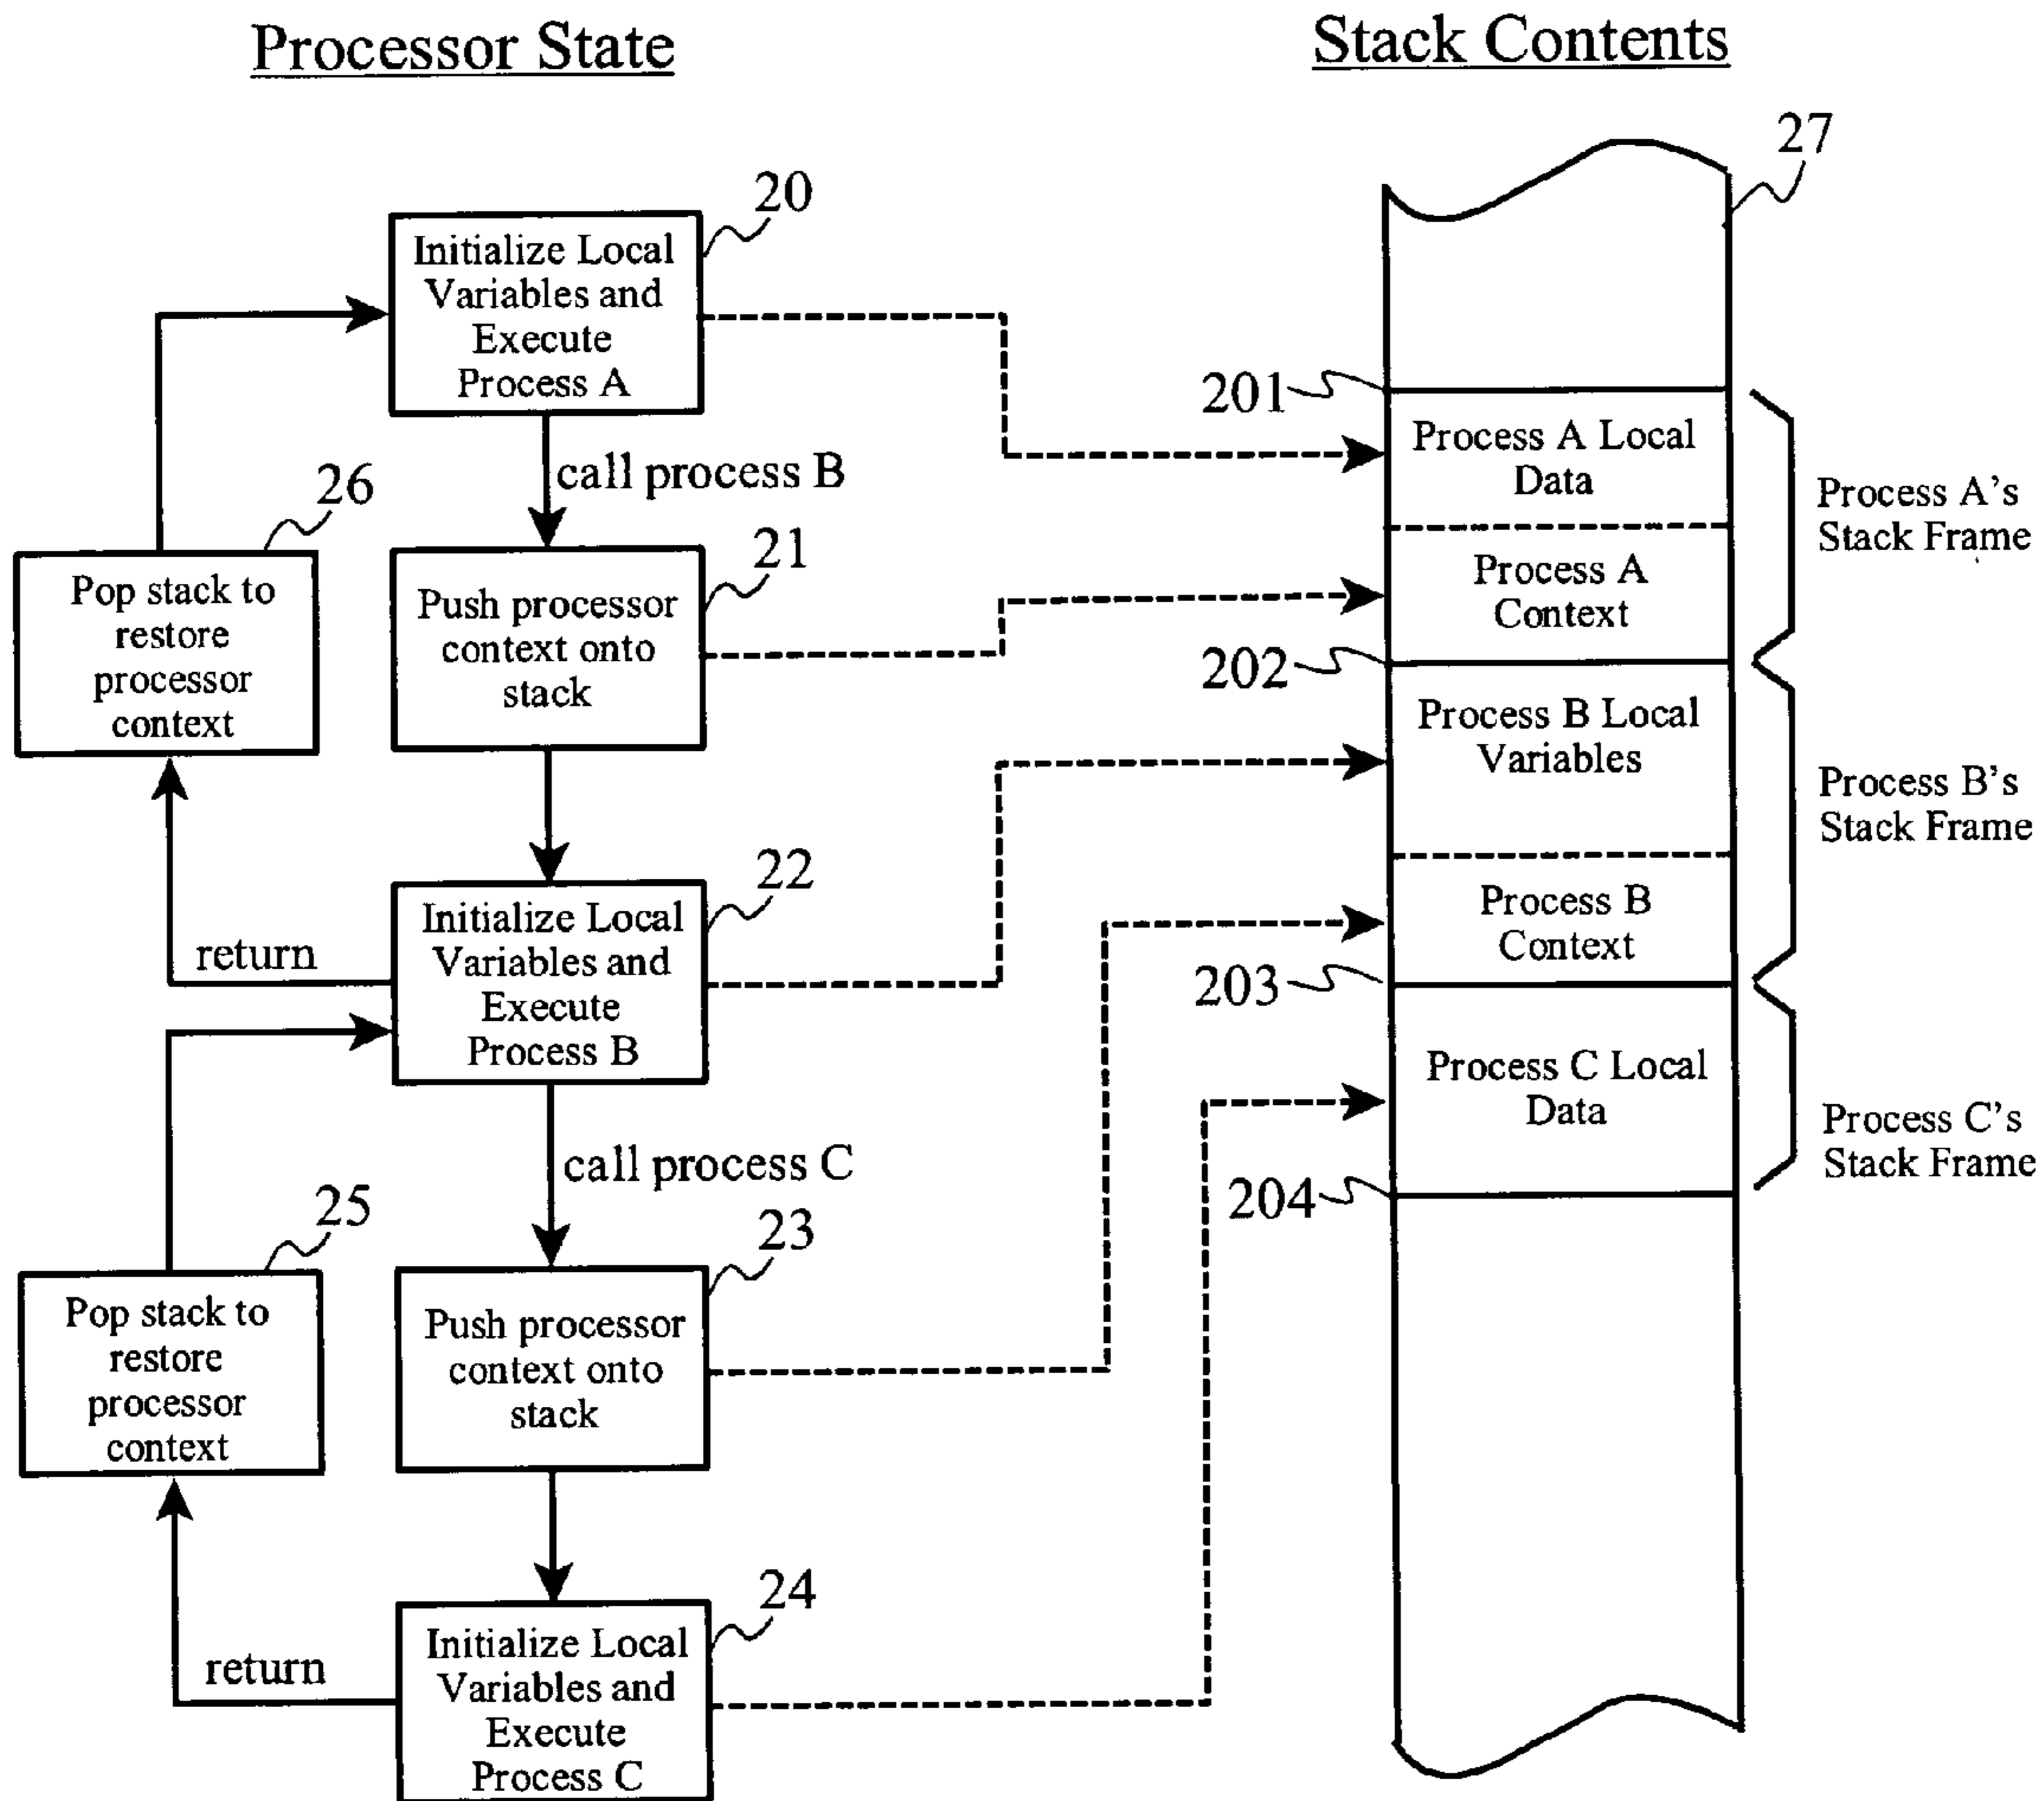 Processor State
Stack Contents
27
20
Initialize Local
Variables and
Execute
Process A
201
Process A Local
Data
Process A's
Stack Frame
call process B
26
21
Pop stack to
restore
processor
context
Push processor
context onto
stack
Process A
Context
202
Process B Local
Variables
Process B's
Stack Frame
22
Initialize Local
Variables and
Execute
Process B
return
Process B
Context
203
Process C Local
Data
Process C's
Stack Frame
call process C
204
25
23
Pop stack to
restore
processor
context
Push processor
context onto
stack
24
Initialize Local
Variables and
Execute
Process C
return